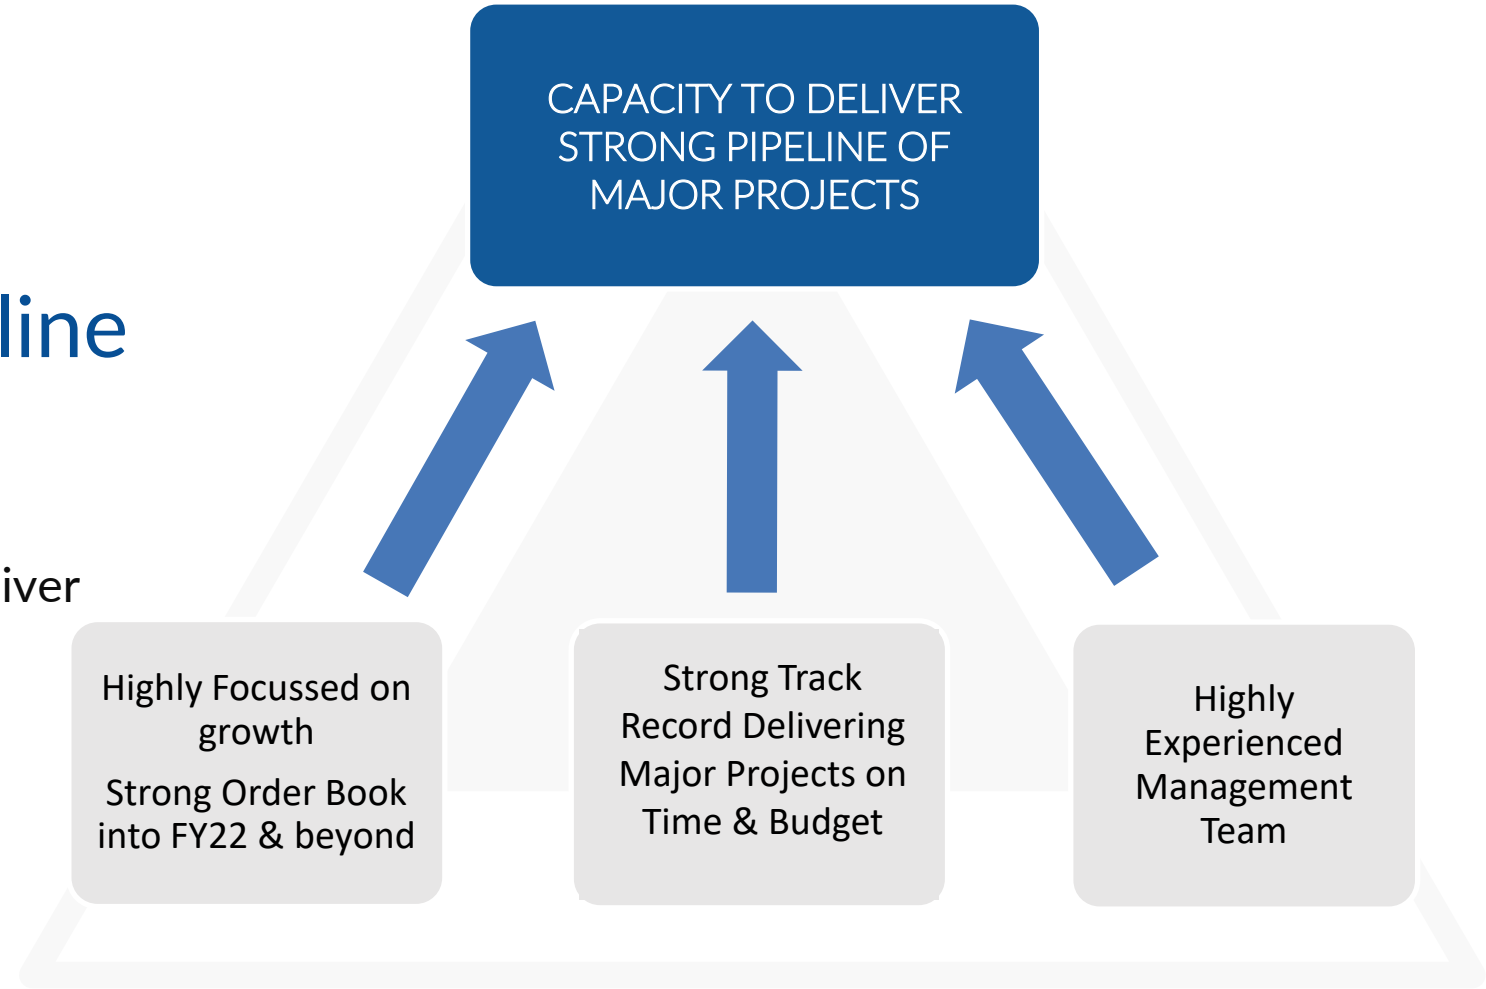 CAPACITY TO DELIVER
STRONG PIPELINE OF
MAJOR PROJECTS
line
iver
Highly Focussed on
growth
Strong Order Book
into FY22 & beyond
Strong Track
Record Delivering
Major Projects on
Time & Budget
Highly
Experienced
Management
Team